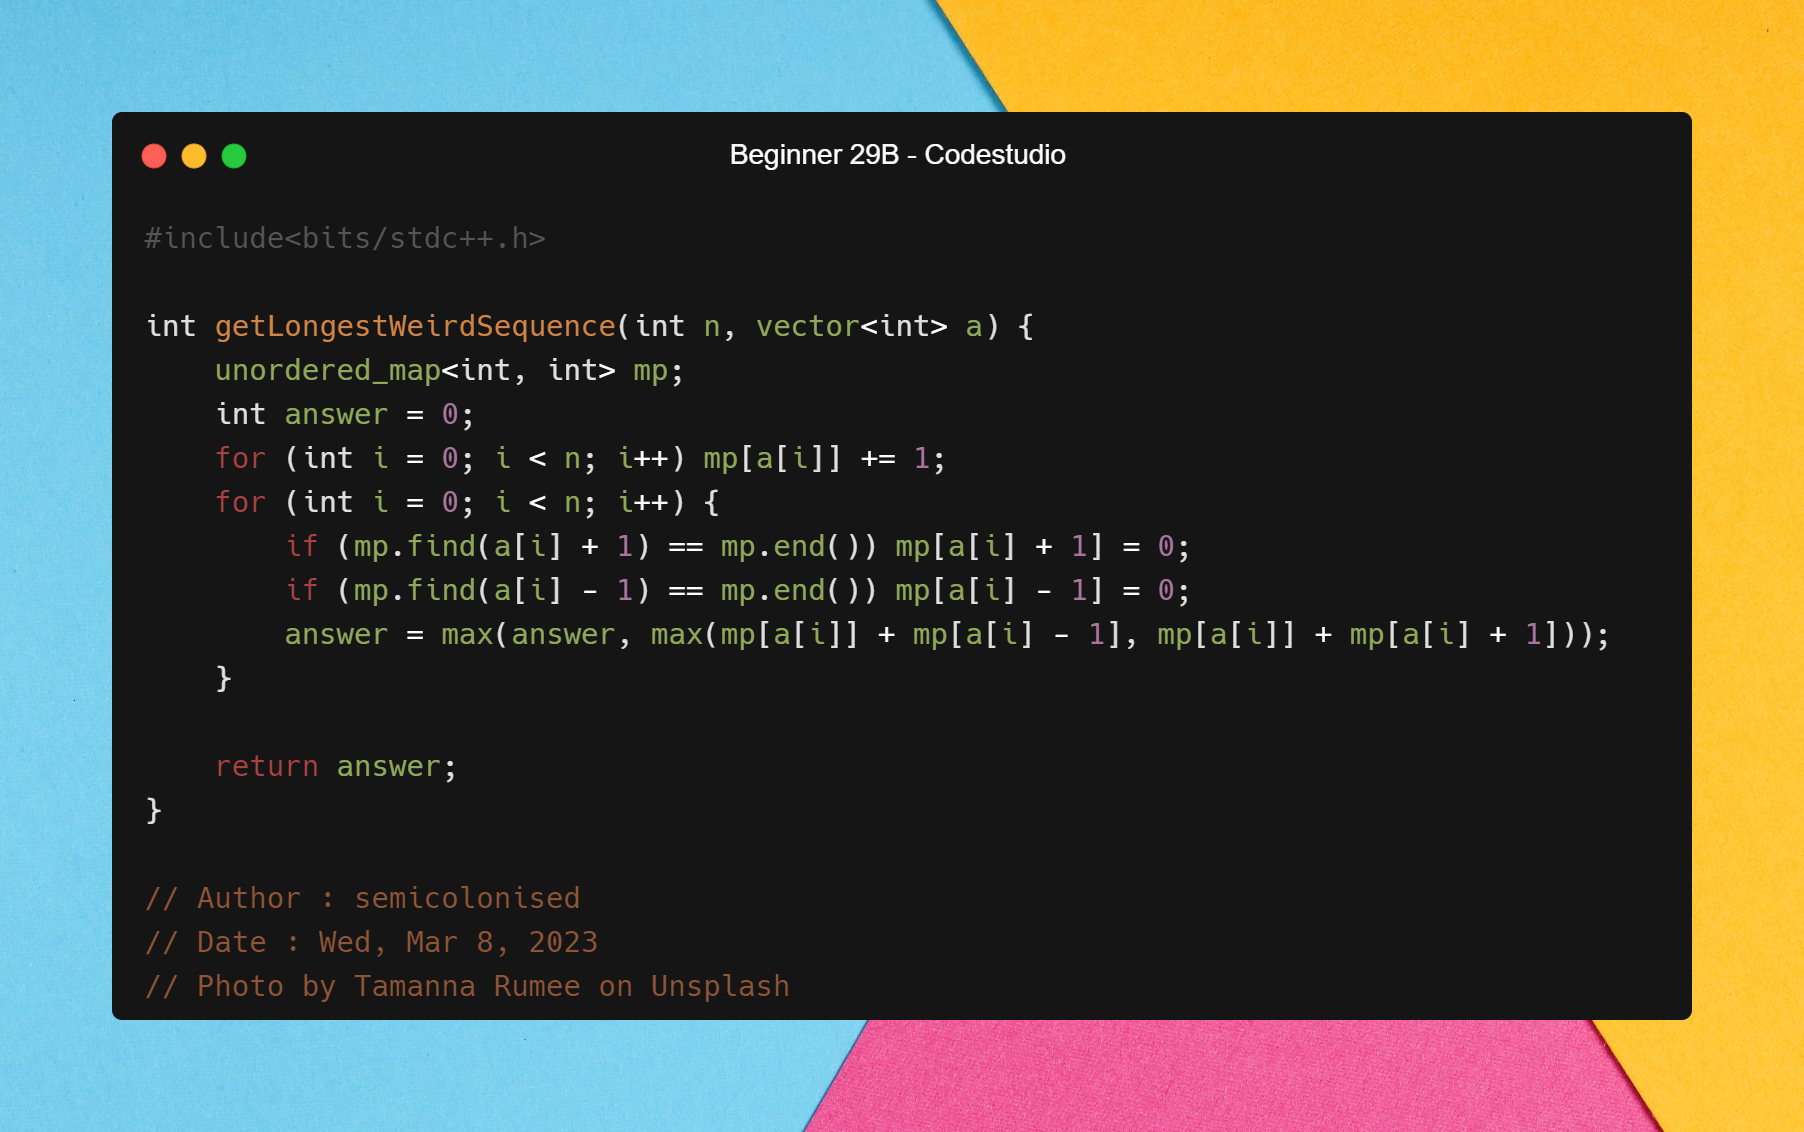 Beginner 29B - Codestudio
#include<bits/stdc++.h>
int getLongestWeirdSequence(int n, vector<int> a) {
    unordered_map<int, int> mp;
    int answer = 0;
    for (int i = 0; i < n; i++) mp[a[i]] += 1;
    for (int i = 0; i < n; i++) {
        if (mp.find(a[i] + 1) == mp.end()) mp[a[i] + 1] = 0;
        if (mp.find(a[i] - 1) == mp.end()) mp[a[i] - 1] = 0;
        answer = max(answer, max(mp[a[i]] + mp[a[i] - 1], mp[a[i]] + mp[a[i] + 1]));
    }
    return answer;
}
// Author : semicolonised
// Date : Wed, Mar 8, 2023
// Photo by Tamanna Rumee on Unsplash